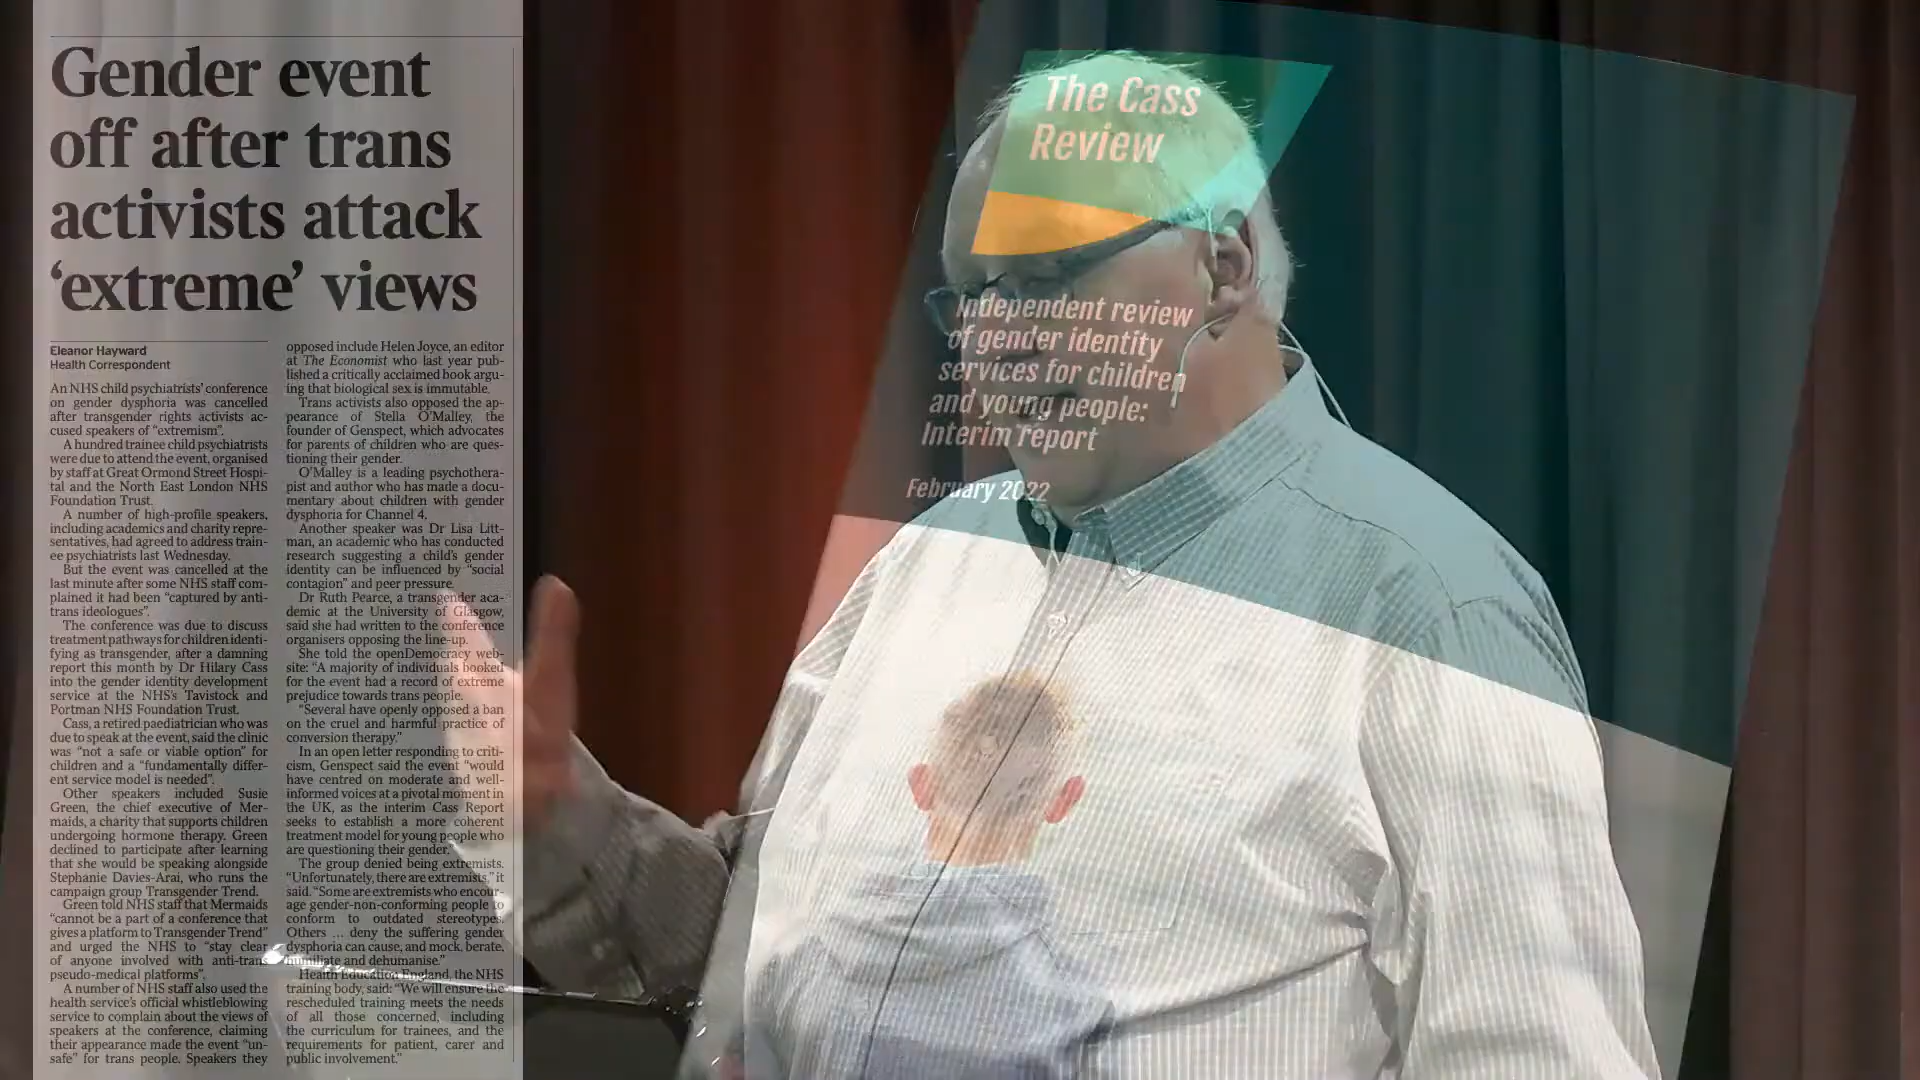 Gender event
off after trans
activists attack
‘extreme’ views
Eleanor Hayward
Health Correspondent
An NHS child psychiatrists’ conference
on gender dysphoria was cancelled
after transgender rights activists ac-
cused speakers of “extremism”.
A hundred trainee child psychiatrists
were due to attend the event, organised
by staff at Great Ormond Street Hospi-
tal and the North East London NHS
Foundation Trust.
A number of high-profile speakers,
including academics and charity repre-
sentatives, had agreed to address train-
ee psychiatrists last Wednesday.
But the event was cancelled at the
last minute after some NHS staff com-
plained it had been “captured by anti-
trans ideologues”.
The conference was due to discuss
treatment pathways for children identi-
fying as transgender, after a damning
report this month by Dr Hilary Cass
into the gender identity development
service at the NHS’s Tavistock and
Portman NHS Foundation Trust.
Cass, a retired paediatrician who was
due to speak at the event, said the clinic
was “not a safe or viable option” for
children and a “fundamentally differ-
ent service model is needed”.
Other speakers included Susie
Green, the chief executive of Mer-
maids, a charity that supports children
undergoing hormone therapy. Green
declined to participate after learning
that she would be speaking alongside
Stephanie Davies-Arai, who runs the
campaign group Transgender Trend.
Green told NHS staff that Mermaids
“cannot be a part of a conference that
gives a platform to Transgender Trend”
and urged the NHS to “stay clear
of anyone involved with anti-trans
pseudo-medical platforms”.
A number of NHS staff also used the
health service’s official whistleblowing
service to complain about the views of
speakers at the conference, claiming
their appearance made the event “un-
safe” for trans people. Speakers they
opposed include Helen Joyce, an editor
at The Economist who last year pub-
lished a critically acclaimed book argu-
ing that biological sex is immutable.
Trans activists also opposed the ap-
pearance of Stella O’Malley, the
founder of Genspect, which advocates
for parents of children who are ques-
tioning their gender.
O’Malley is a leading psychothera-
pist and author who has made a docu-
mentary about children with gender
dysphoria for Channel 4.
Another speaker was Dr Lisa Litt-
man, an academic who has conducted
research suggesting a child’s gender
identity can be influenced by “social
contagion” and peer pressure.
Dr Ruth Pearce, a transgender aca-
demic at the University of Glasgow,
said she had written to the conference
organisers opposing the line-up.
She told the openDemocracy web-
site: “A majority of individuals booked
for the event had a record of extreme
prejudice towards trans people.
“Several have openly opposed a ban
on the cruel and harmful practice of
conversion therapy.”
In an open letter responding to criti-
cism, Genspect said the event “would
have centred on moderate and well-
informed voices at a pivotal moment in
the UK, as the interim Cass Report
seeks to establish a more coherent
treatment model for young people who
are questioning their gender.”
The group denied being extremists.
“Unfortunately, there are extremists,” it
said. “Some are extremists who encour-
age gender-non-conforming people to
conform to outdated stereotypes.
Others ... deny the suffering gender
dysphoria can cause, and mock, berate,
humiliate and dehumanise.”
Health Education England, the NHS
training body, said: “We will ensure the
rescheduled training meets the needs
of all those concerned, including
the curriculum for trainees, and the
requirements for patient, carer and
public involvement.”
The Cass
Review
Independent review
of gender identity
services for children
and young people:
Interim report
February 2022